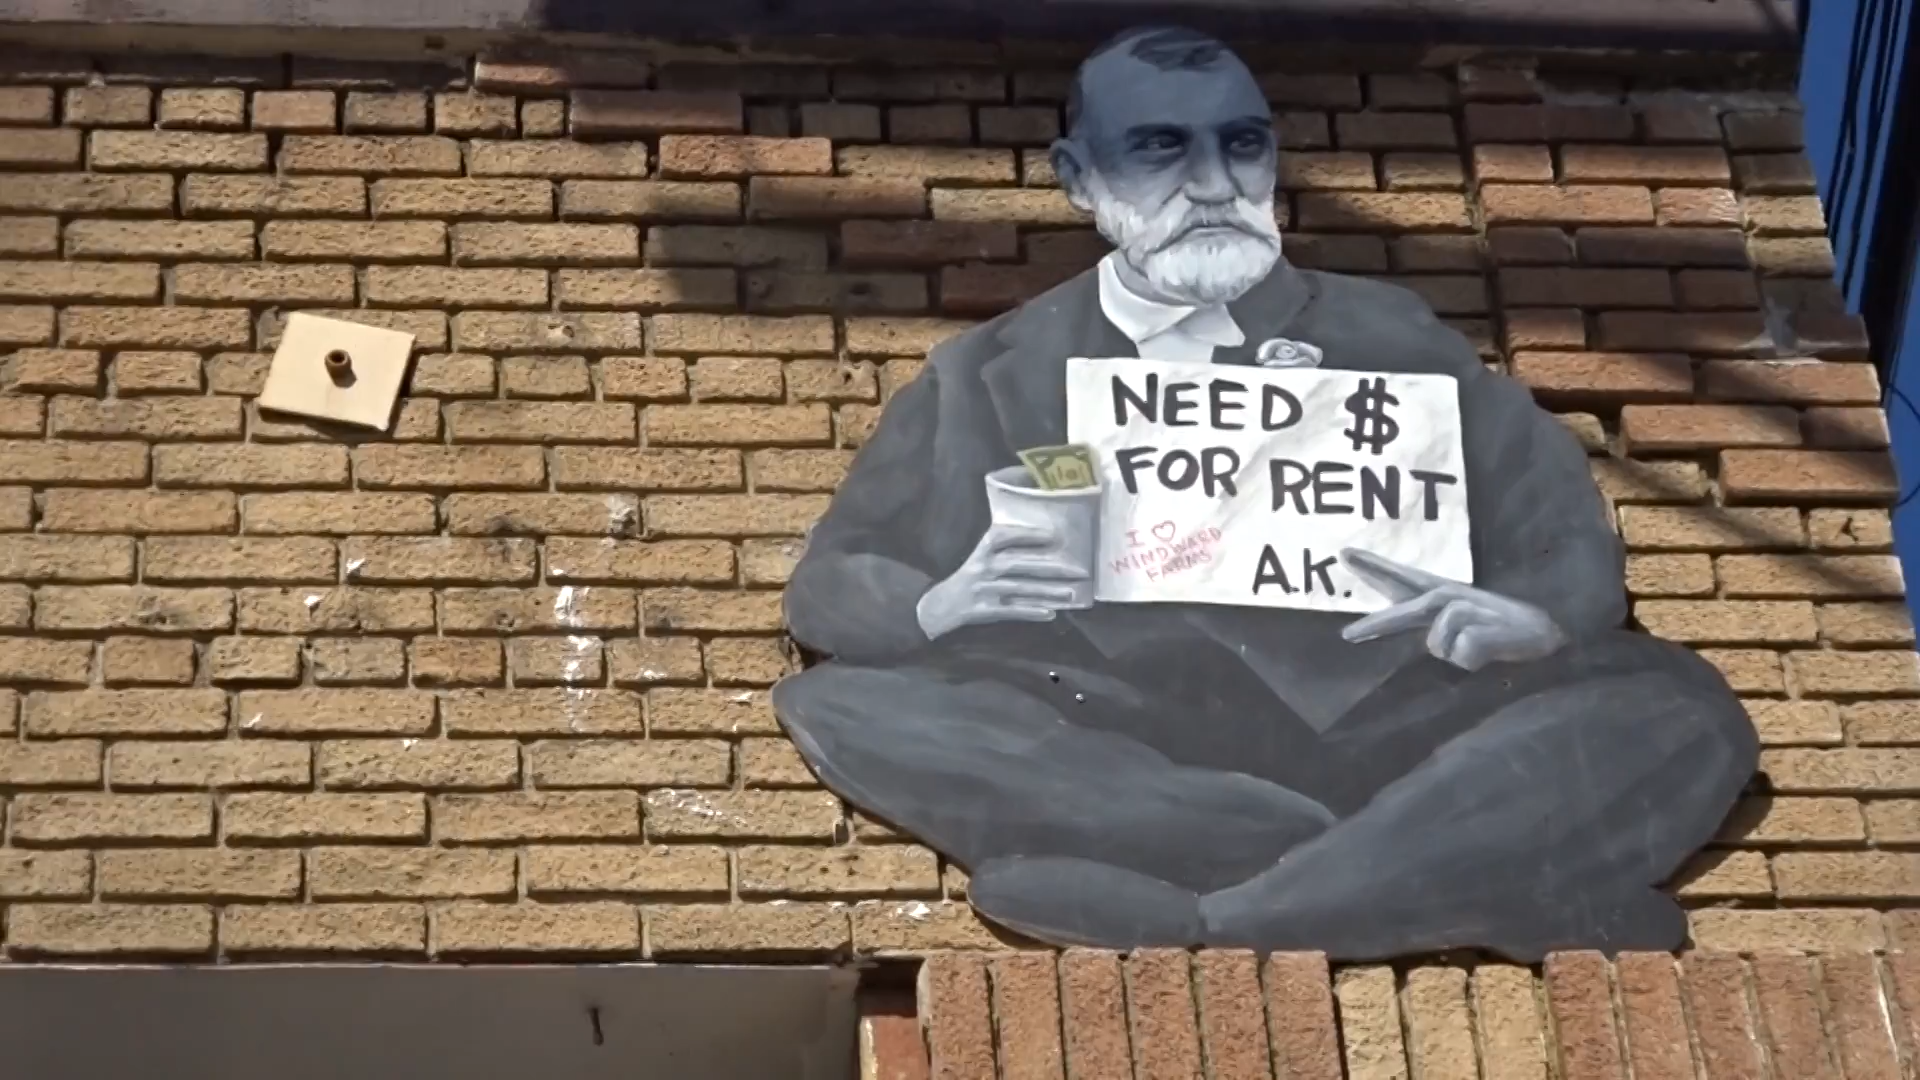 NEED $
FOR RENT
I ♡
WINDWARD
FARMS
A.K.